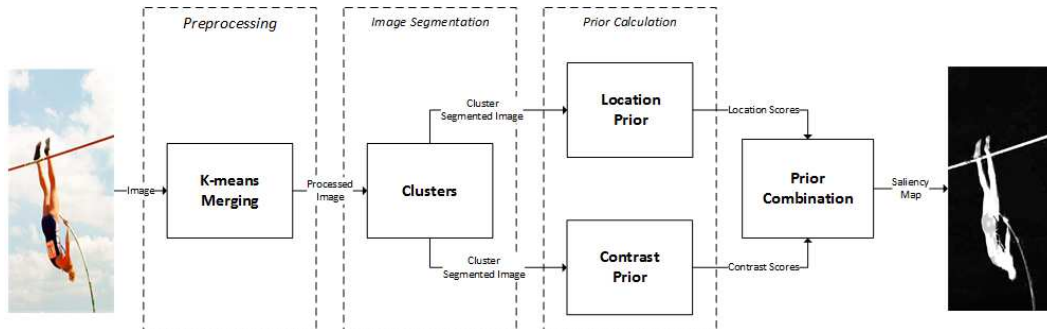 Preprocessing
Image Segmentation
Prior Calculation
Image
K-means
Merging
Processed
Image
Clusters
Cluster
Segmented Image
Cluster
Segmented Image
Location
Prior
Contrast
Prior
Location Scores
Contrast Scores
Prior
Combination
Saliency
Map